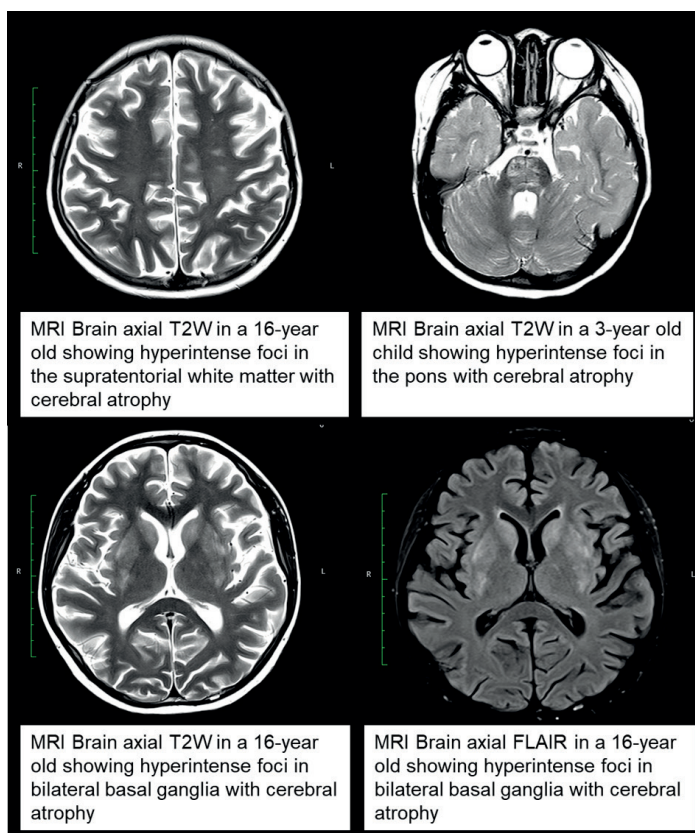 R
L
MRI Brain axial T2W in a 16-year
old showing hyperintense foci in
the supratentorial white matter with
cerebral atrophy
MRI Brain axial T2W in a 3-year old
child showing hyperintense foci in
the pons with cerebral atrophy
R
L
R
L
MRI Brain axial T2W in a 16-year
old showing hyperintense foci in
bilateral basal ganglia with cerebral
atrophy
MRI Brain axial FLAIR in a 16-year
old showing hyperintense foci in
bilateral basal ganglia with cerebral
atrophy